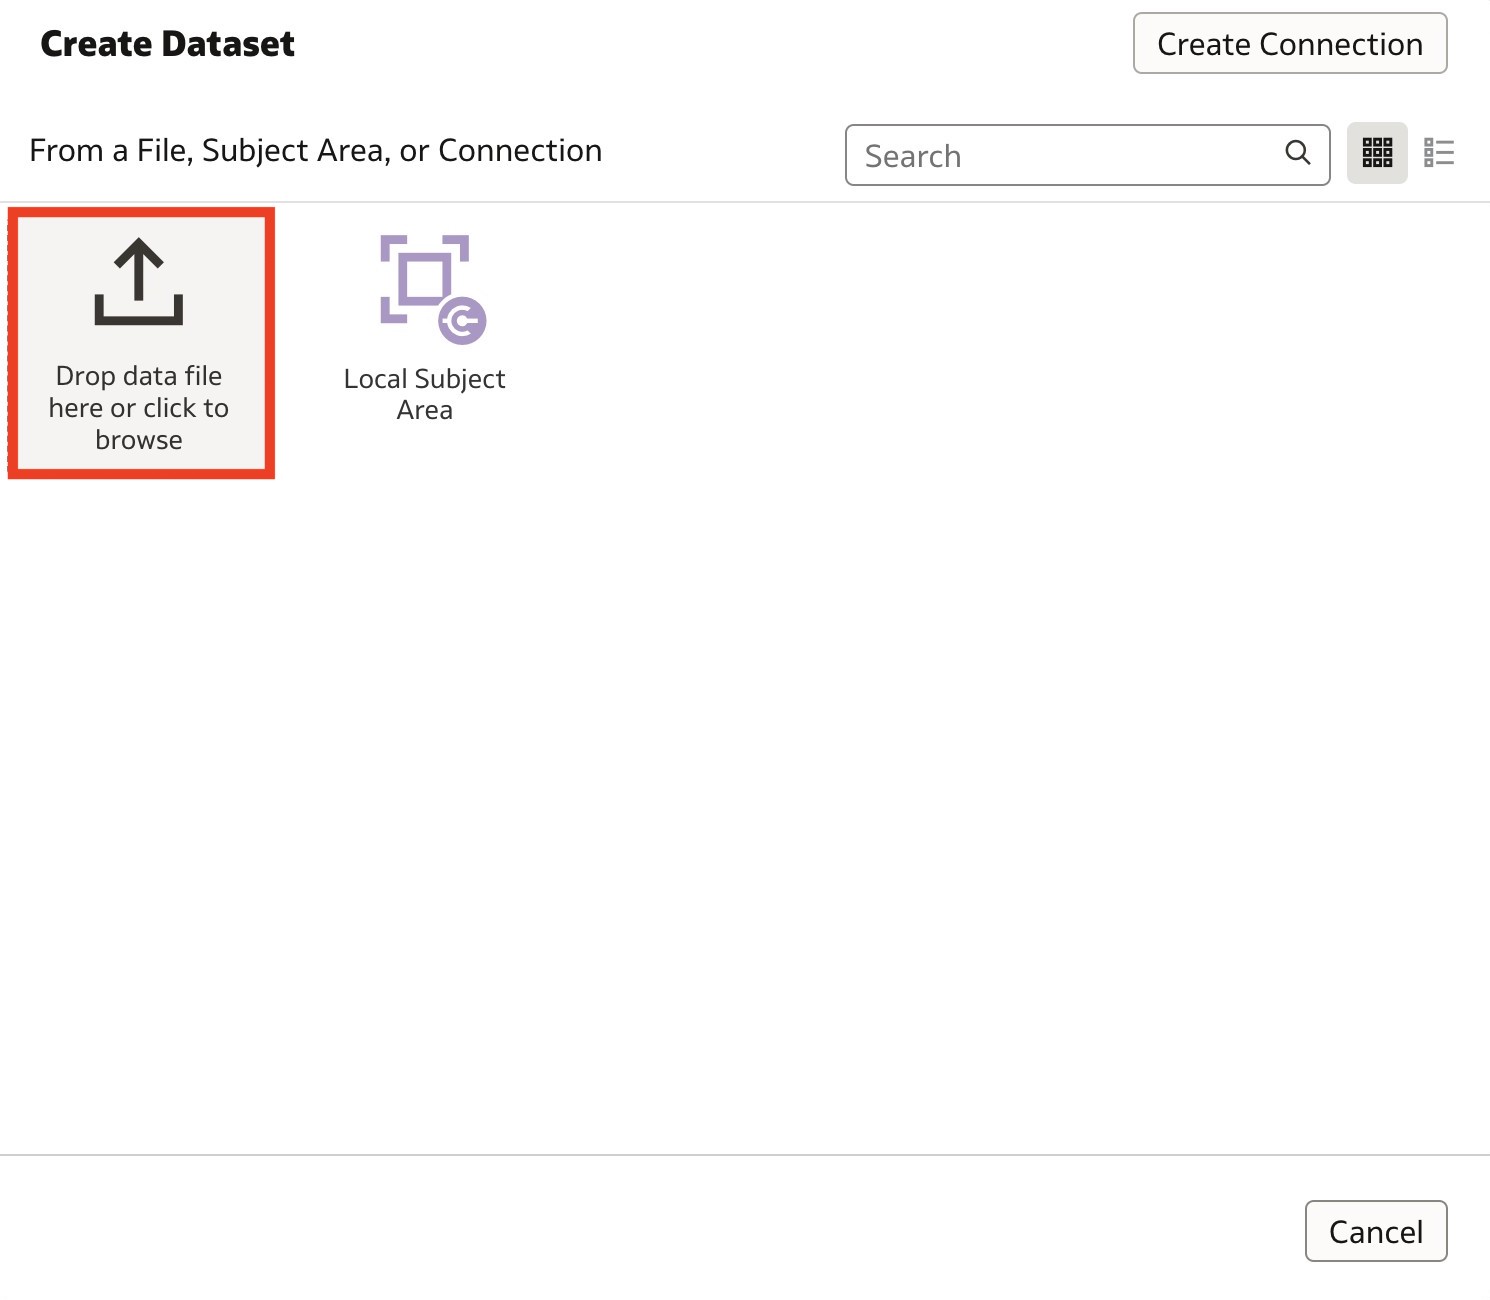 Create Dataset
Create Connection
From a File, Subject Area, or Connection
Search
Drop data file
here or click to
browse
Local Subject
Area
Cancel